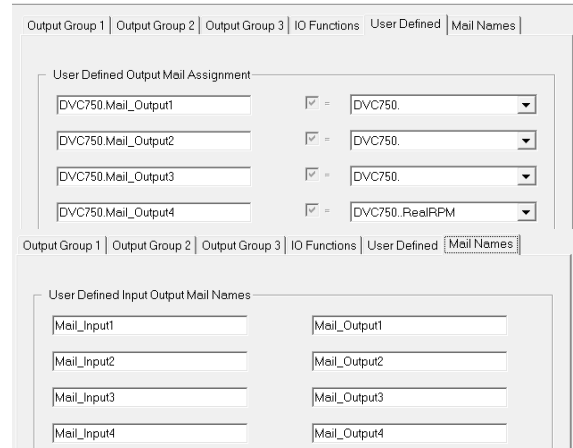 Output Group 1 Output Group 2 Output Group 3 IO Functions User Defined Mail Names
User Defined Output Mail Assignment
DVC750.Mail_Output1 = DVC750.
DVC750.Mail_Output2 = DVC750.
DVC750.Mail_Output3 = DVC750.
DVC750.Mail_Output4 = DVC750..RealRPM
Output Group 1 Output Group 2 Output Group 3 IO Functions User Defined Mail Names
User Defined Input Output Mail Names
Mail_Input1 Mail_Output1
Mail_Input2 Mail_Output2
Mail_Input3 Mail_Output3
Mail_Input4 Mail_Output4